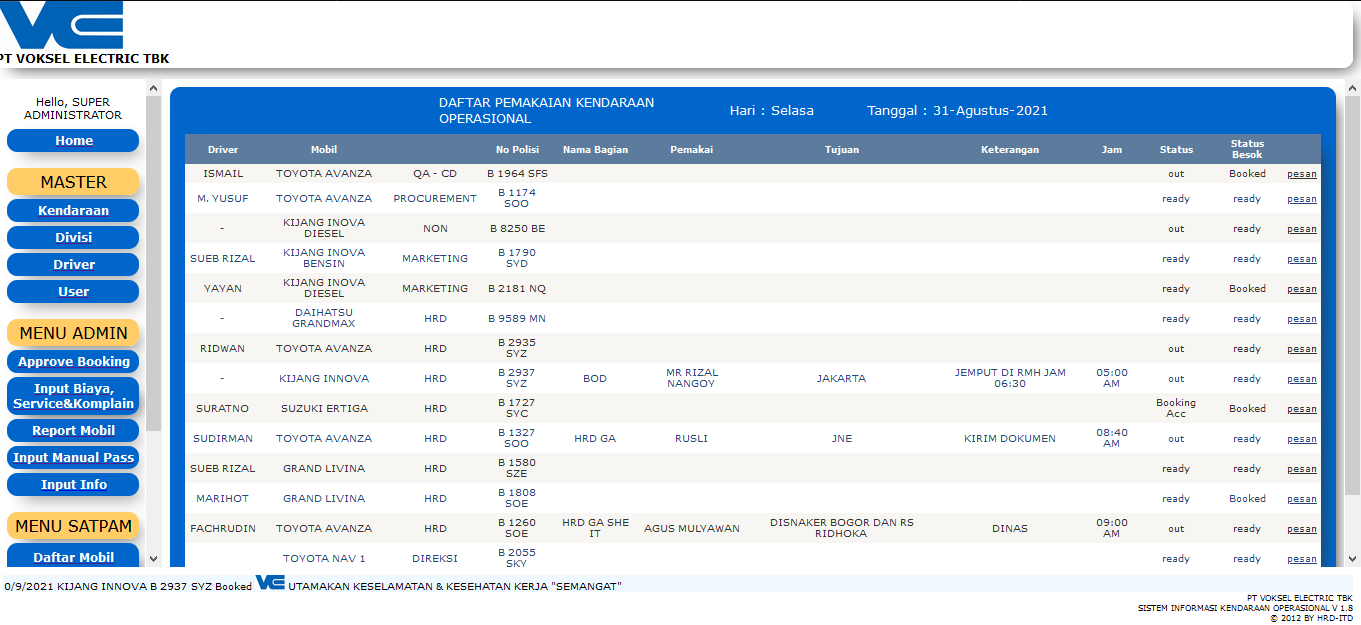 VE
PT VOKSEL ELECTRIC TBK
Hello, SUPER
ADMINISTRATOR
Home
MASTER
Kendaraan
Divisi
Driver
User
MENU ADMIN
Approve Booking
Input Biaya,
Service&Komplain
Report Mobil
Input Manual Pass
Input Info
MENU SATPAM
Daftar Mobil
DAFTAR PEMAKAIAN KENDARAAN
OPERASIONAL
Hari : Selasa
Tanggal : 31-Agustus-2021
Driver Mobil No Polisi Nama Bagian Pemakai Tujuan Keterangan Jam Status Status
Besok
ISMAIL TOYOTA AVANZA QA - CD B 1964 SFS out Booked pesan
M. YUSUF TOYOTA AVANZA PROCUREMENT B 1174
SOO ready ready pesan
- KIJANG INOVA
DIESEL NON B 8250 BE out ready pesan
SUEB RIZAL KIJANG INOVA
BENSIN MARKETING B 1790
SYD ready ready pesan
YAYAN KIJANG INOVA
DIESEL MARKETING B 2181 NQ ready Booked pesan
- DAIHATSU
GRANDMAX HRD B 9589 MN ready ready pesan
RIDWAN TOYOTA AVANZA HRD B 2935
SYZ out ready pesan
- KIJANG INNOVA HRD B 2937
SYZ BOD MR RIZAL
NANGOY JAKARTA JEMPUT DI RMH JAM
06:30 05:00
AM out ready pesan
SURATNO SUZUKI ERTIGA HRD B 1727
SYC Booking
Acc Booked pesan
SUDIRMAN TOYOTA AVANZA HRD B 1327
SOO HRD GA RUSLI JNE KIRIM DOKUMEN 08:40
AM out ready pesan
SUEB RIZAL GRAND LIVINA HRD B 1580
SZE ready ready pesan
MARIHOT GRAND LIVINA HRD B 1808
SOE ready Booked pesan
FACHRUDIN TOYOTA AVANZA HRD B 1260
SOE HRD GA SHE
IT AGUS MULYAWAN DISNAKER BOGOR DAN RS
RIDHOKA DINAS 09:00
AM out ready pesan
TOYOTA NAV 1 DIREKSI B 2055
SKY ready ready pesan
0/9/2021 KIJANG INNOVA B 2937 SYZ Booked VE UTAMAKAN KESELAMATAN & KESEHATAN KERJA "SEMANGAT"
PT VOKSEL ELECTRIC TBK
SISTEM INFORMASI KENDARAAN OPERASIONAL V 1.8
© 2012 BY HRD-ITD